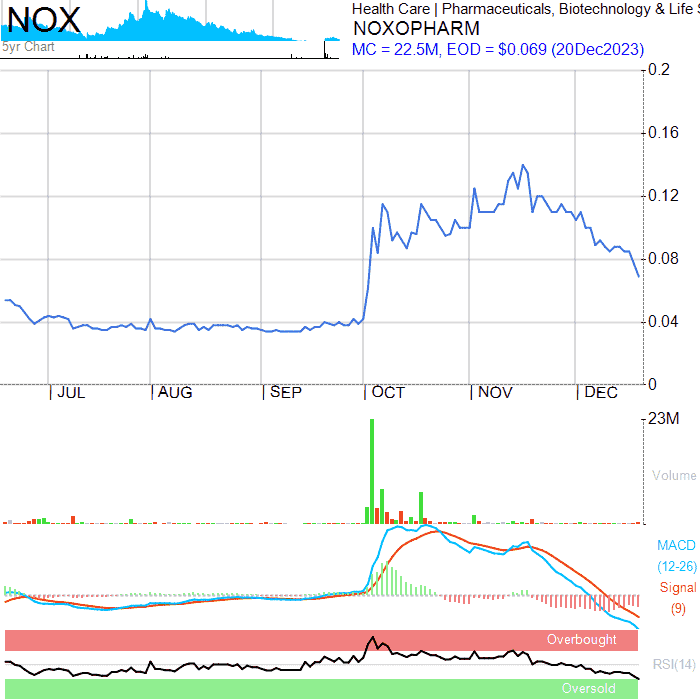 NOX
5yr Chart
Health Care | Pharmaceuticals, Biotechnology & Life S
NOXOPHARM
MC = 22.5M, EOD = $0.069 (20Dec2023)
0.2
0.16
0.12
0.08
0.04
0
| JUL | AUG | SEP | OCT | NOV | DEC
23M
Volume
MACD
(12-26)
Signal
(9)
Overbought
RSI(14)
Oversold